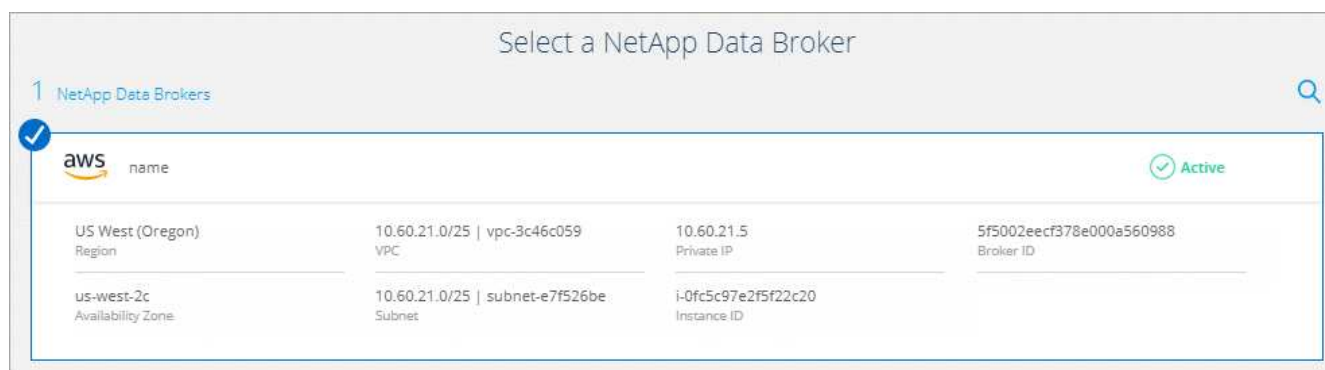 Select a NetApp Data Broker
1 NetApp Data Brokers
aws name Active
US West (Oregon) 10.60.21.0/25 | vpc-3c46c059 10.60.21.5 5f5002eecf378e000a560988
Region VPC Private IP Broker ID
us-west-2c 10.60.21.0/25 | subnet-e7f526be i-0fc5c97e2f5f22c20
Availability Zone Subnet Instance ID